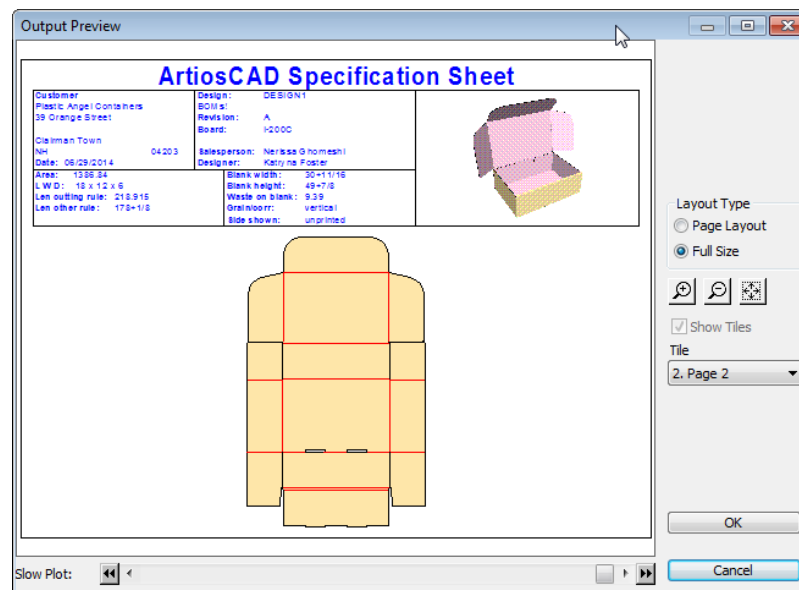 Output Preview
ArtiosCAD Specification Sheet
Customer
Plastic Angel Containers
39 Orange Street
Clairman Town
NH 04203
Date: 06/29/2014
Design: DESIGN1
BOMs!
Revision: A
Board: I-200C
Salesperson: Nerissa Ghomeshi
Designer: Katryna Foster
Area: 1386.84
L W D: 18 x 12 x 6
Len cutting rule: 218.915
Len other rule: 178+1/8
Blank width: 30+11/16
Blank height: 49+7/8
Waste on blank: 9.39
Grain/corr: vertical
Side shown: unprinted
Layout Type
Page Layout
Full Size
Show Tiles
Tile
2. Page 2
OK
Cancel
Slow Plot: